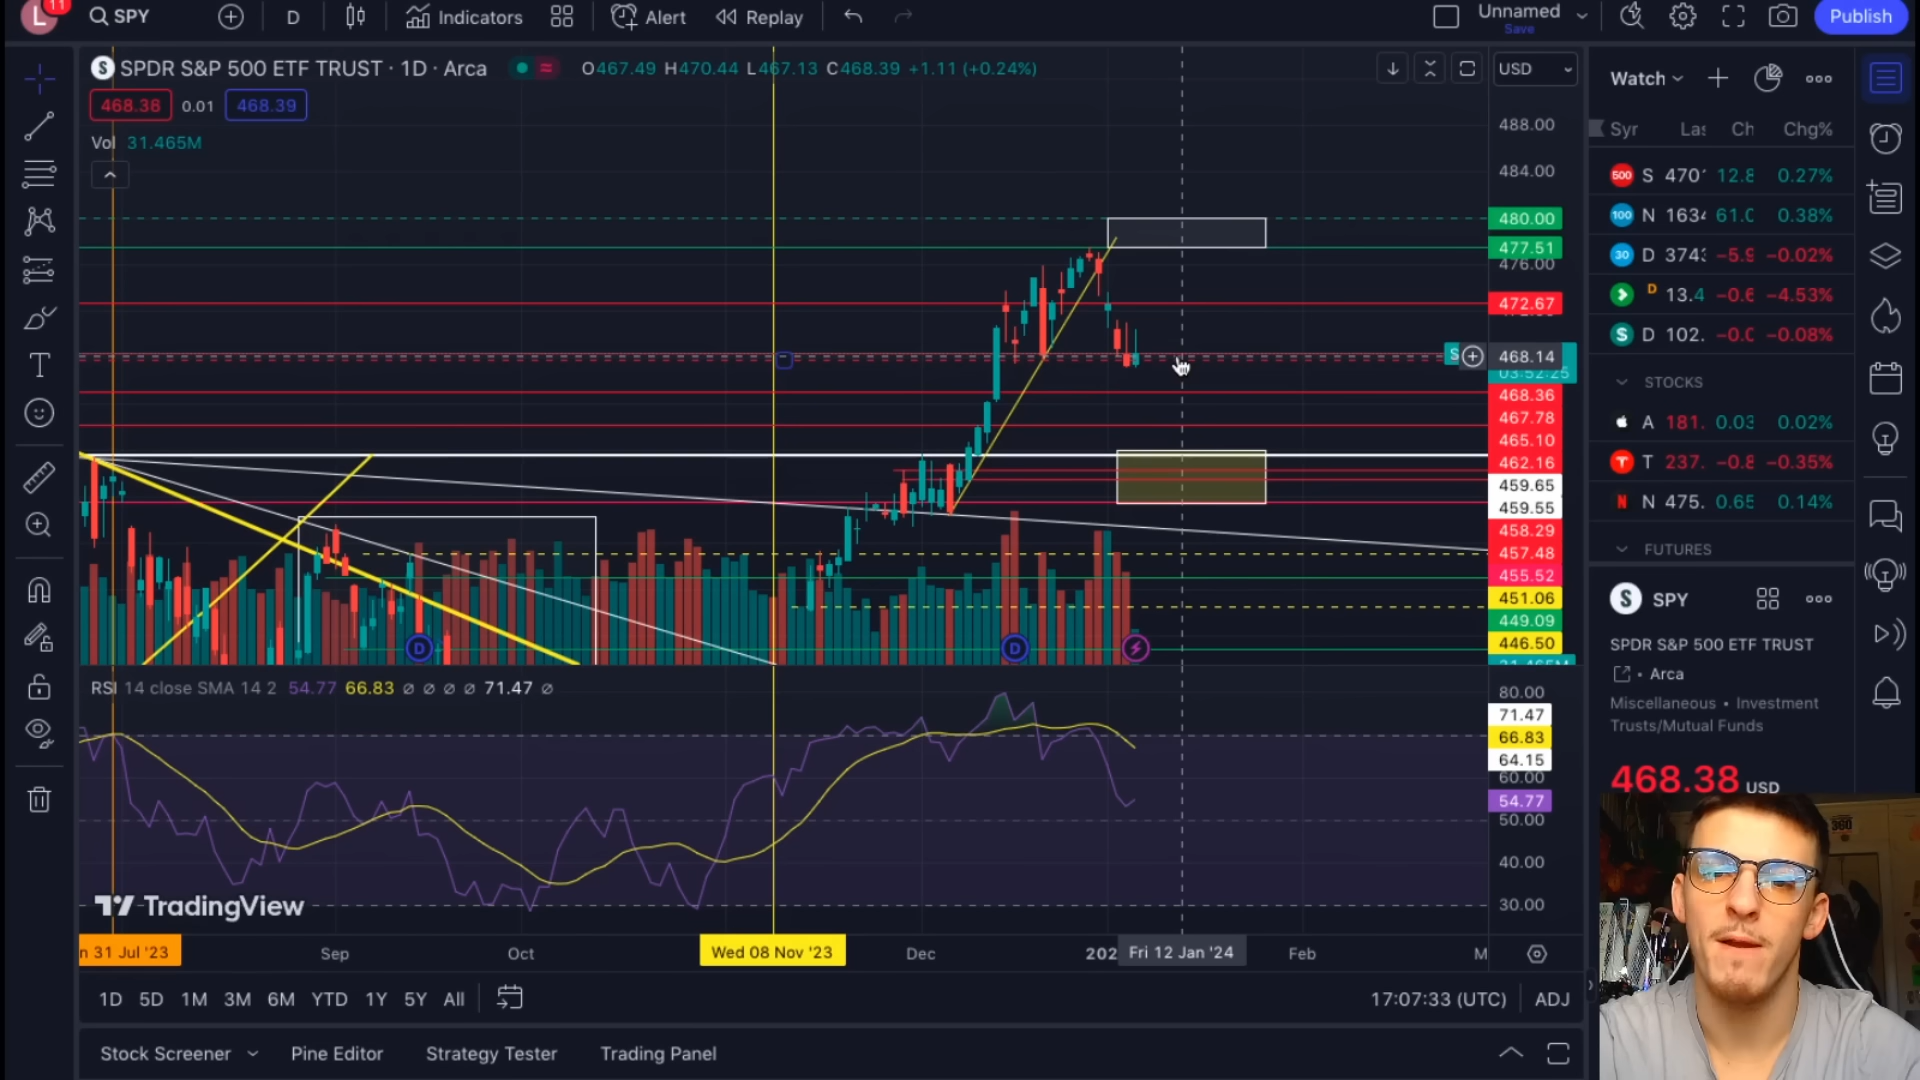 L 11 SPY D Indicators Alert Replay Unnamed Save Publish
S SPDR S&P 500 ETF TRUST · 1D · Arca O467.49 H470.44 L467.13 C468.39 +1.11 (+0.24%) USD
468.38 0.01 468.39
Vol 31.465M
488.00
484.00
480.00
477.51
476.00
472.67
S 468.14
03:52:25
468.36
467.78
465.10
462.16
459.65
459.55
458.29
457.48
455.52
451.06
449.09
446.50
31.465M
D D
RSI 14 close SMA 14 2 54.77 66.83 ∅ ∅ ∅ ∅ 71.47 ∅
80.00
71.47
66.83
64.15
60.00
54.77
50.00
40.00
30.00
TradingView
n 31 Jul '23 Sep Oct Wed 08 Nov '23 Dec 202 Fri 12 Jan '24 Feb M
1D 5D 1M 3M 6M YTD 1Y 5Y All 17:07:33 (UTC) ADJ
Stock Screener Pine Editor Strategy Tester Trading Panel
Watch
Syr Las Ch Chg%
500 S 470 12.8 0.27%
100 N 1634 61.0 0.38%
30 D 3743 −5.9 −0.02%
D 13.4 −0.6 −4.53%
S D 102. −0.0 −0.08%
STOCKS
A 181. 0.03 0.02%
T 237. −0.8 −0.35%
N N 475. 0.65 0.14%
FUTURES
S SPY
SPDR S&P 500 ETF TRUST
• Arca
Miscellaneous • Investment
Trusts/Mutual Funds
468.38 USD
360